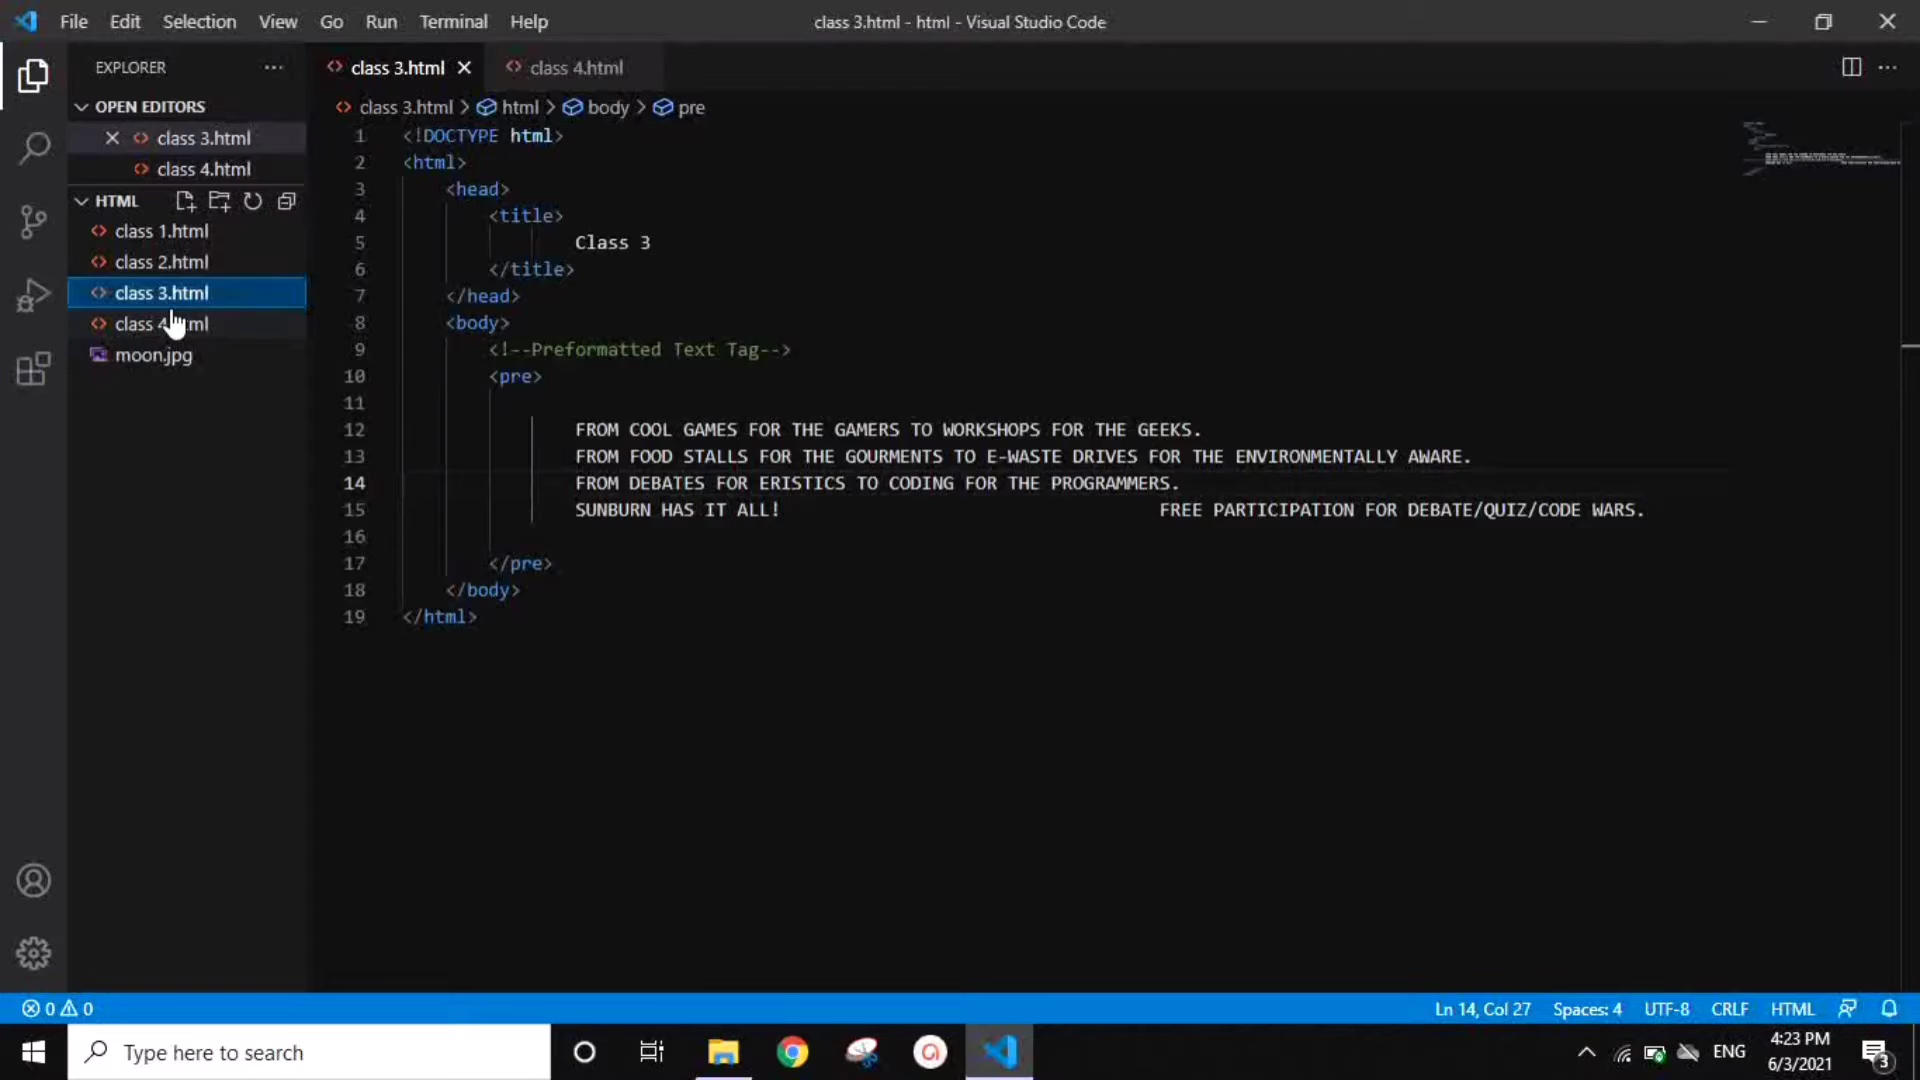 File Edit Selection View Go Run Terminal Help class 3.html - html - Visual Studio Code
EXPLORER
class 3.html class 4.html
OPEN EDITORS
class 3.html
class 4.html
HTML
class 1.html
class 2.html
class 3.html
class 4.html
moon.jpg
class 3.html > html > body > pre
1 <!DOCTYPE html>
2 <html>
3 <head>
4 <title>
5 Class 3
6 </title>
7 </head>
8 <body>
9 <!--Preformatted Text Tag-->
10 <pre>
11
12 FROM COOL GAMES FOR THE GAMERS TO WORKSHOPS FOR THE GEEKS.
13 FROM FOOD STALLS FOR THE GOURMENTS TO E-WASTE DRIVES FOR THE ENVIRONMENTALLY AWARE.
14 FROM DEBATES FOR ERISTICS TO CODING FOR THE PROGRAMMERS.
15 SUNBURN HAS IT ALL! FREE PARTICIPATION FOR DEBATE/QUIZ/CODE WARS.
16
17 </pre>
18 </body>
19 </html>
0 0 Ln 14, Col 27 Spaces: 4 UTF-8 CRLF HTML
Type here to search
ENG 4:23 PM
6/3/2021
3